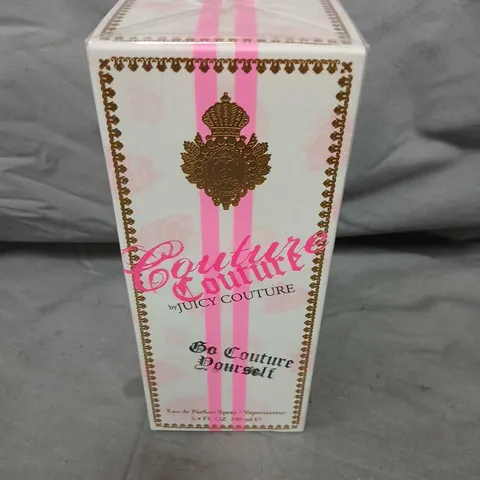 Couture
Couture
by JUICY COUTURE
Go Couture
Yourself
Eau de Parfum Spray / Vaporisateur
3.4 FL OZ 100 ml ℮